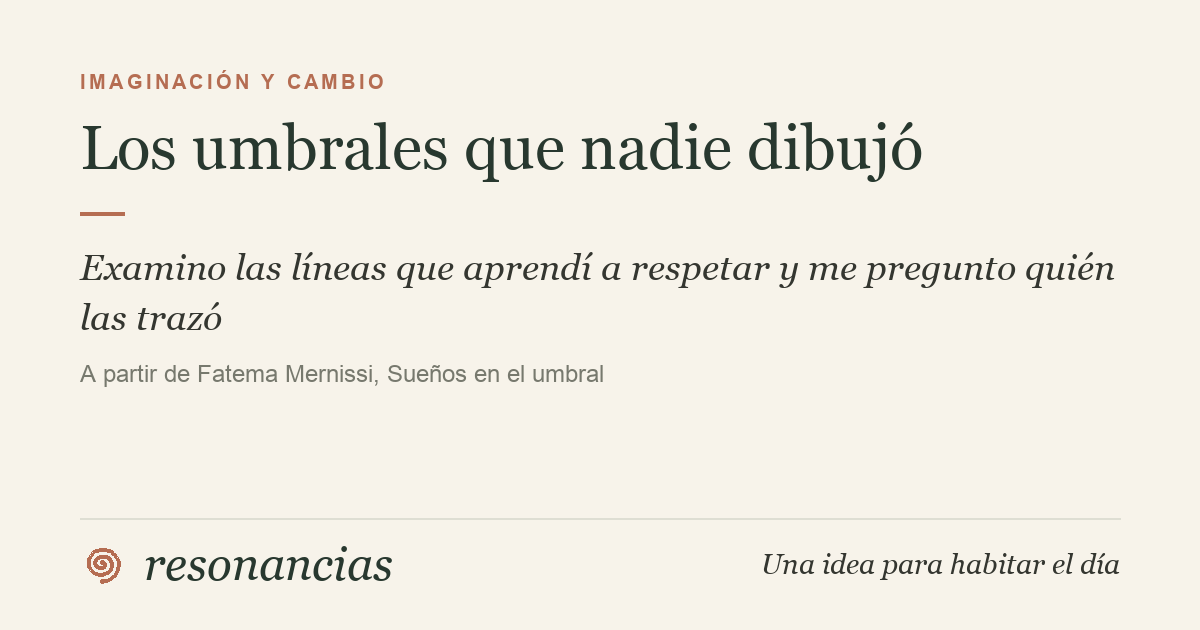 IMAGINACIÓN Y CAMBIO
Los umbrales que nadie dibujó
Examino las líneas que aprendí a respetar y me pregunto quién
las trazó
A partir de Fatema Mernissi, Sueños en el umbral
resonancias
Una idea para habitar el día